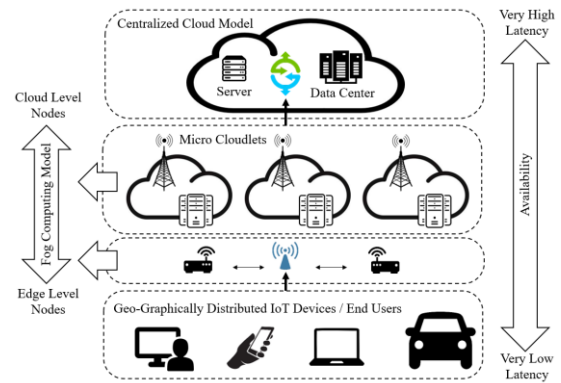 Centralized Cloud Model
Server
Data Center
Very High
Latency
Cloud Level
Nodes
Micro Cloudlets
Fog Computing Model
Availability
Edge Level
Nodes
Geo-Graphically Distributed IoT Devices / End Users
Very Low
Latency